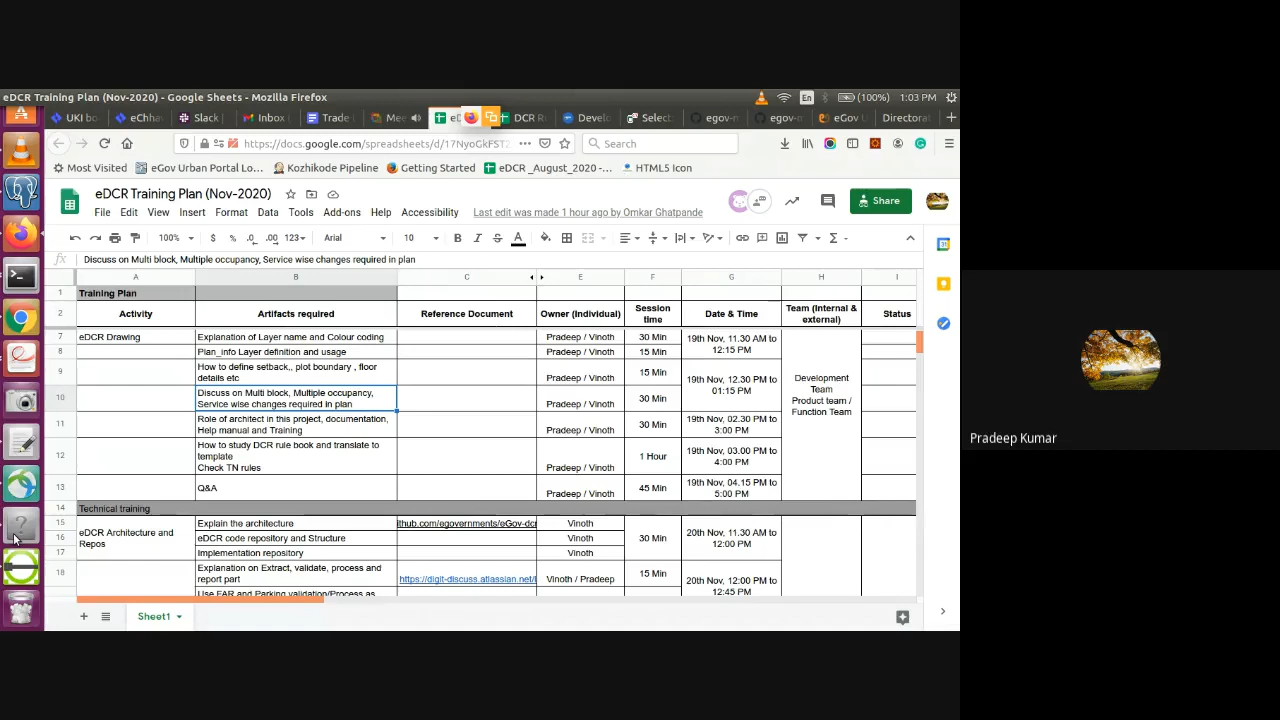 eDCR Training Plan (Nov-2020) - Google Sheets - Mozilla Firefox
En (100%) 1:03 PM
UKI bo eChhav Slack Inbox Trade Mee eD DCR R Develo Select egov-n egov-n eGov U Directorat
https://docs.google.com/spreadsheets/d/17NyoGkFST2 Search
Most Visited eGov Urban Portal Lo... Kozhikode Pipeline Getting Started eDCR _August_2020 -... HTML5 Icon
eDCR Training Plan (Nov-2020)
File Edit View Insert Format Data Tools Add-ons Help Accessibility Last edit was made 1 hour ago by Omkar Ghatpande
Share
100% $ % .0 .00 123 Arial 10 B I S A
fx Discuss on Multi block, Multiple occupancy, Service wise changes required in plan
A B C E F G H I
1 Training Plan
2 Activity Artifacts required Reference Document Owner (Individual) Session time Date & Time Team (Internal & external) Status
7 eDCR Drawing Explanation of Layer name and Colour coding Pradeep / Vinoth 30 Min 19th Nov, 11.30 AM to 12:15 PM
8 Plan_info Layer definition and usage Pradeep / Vinoth 15 Min
9 How to define setback,, plot boundary , floor details etc Pradeep / Vinoth 15 Min 19th Nov, 12.30 PM to 01:15 PM
Development Team Product team / Function Team
10 Discuss on Multi block, Multiple occupancy, Service wise changes required in plan Pradeep / Vinoth 30 Min
11 Role of architect in this project, documentation, Help manual and Training Pradeep / Vinoth 30 Min 19th Nov, 02.30 PM to 3:00 PM
12 How to study DCR rule book and translate to template Check TN rules Pradeep / Vinoth 1 Hour 19th Nov, 03.00 PM to 4:00 PM
13 Q&A Pradeep / Vinoth 45 Min 19th Nov, 04.15 PM to 5:00 PM
14 Technical training
15 Explain the architecture ithub.com/egovernments/eGov-dcr Vinoth
16 eDCR Architecture and Repos eDCR code repository and Structure Vinoth 30 Min 20th Nov, 11.30 AM to 12:00 PM
17 Implementation repository Vinoth
18 Explanation on Extract, validate, process and report part https://digit-discuss.atlassian.net/ Vinoth / Pradeep 15 Min 20th Nov, 12:00 PM to 12:45 PM
Use FAR and Parking validation/Process as
Sheet1
Pradeep Kumar